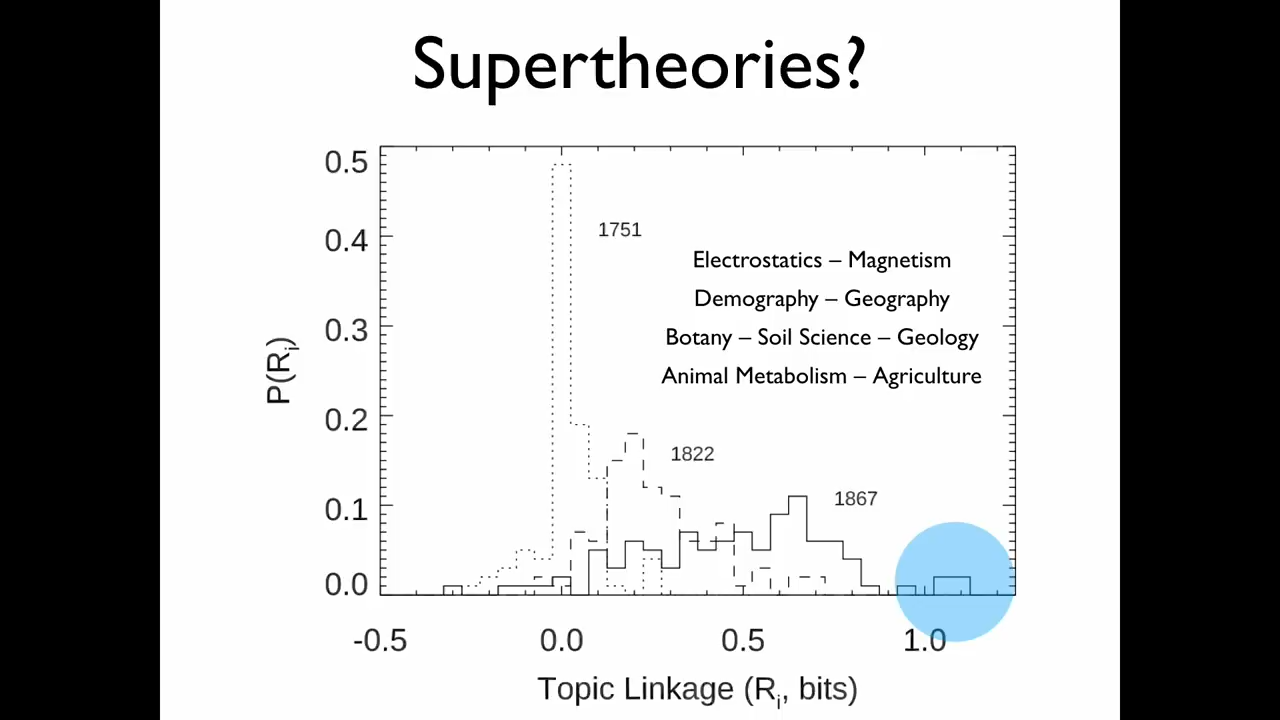 Supertheories?
0.5
1751
0.4
Electrostatics – Magnetism
Demography – Geography
0.3
Botany – Soil Science – Geology
P(Ri)
Animal Metabolism – Agriculture
0.2
1822
1867
0.1
0.0
-0.5 0.0 0.5 1.0
Topic Linkage (Ri, bits)